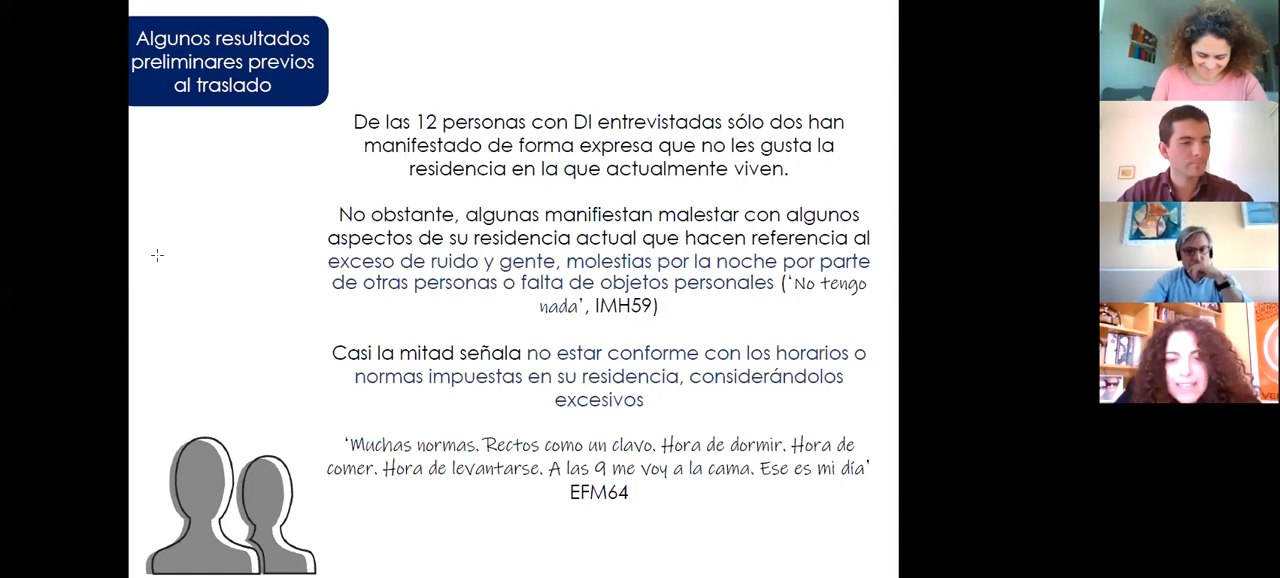 Algunos resultados
preliminares previos
al traslado
De las 12 personas con DI entrevistadas sólo dos han
manifestado de forma expresa que no les gusta la
residencia en la que actualmente viven.
No obstante, algunas manifiestan malestar con algunos
aspectos de su residencia actual que hacen referencia al
exceso de ruido y gente, molestias por la noche por parte
de otras personas o falta de objetos personales (‘No tengo
nada’, IMH59)
Casi la mitad señala no estar conforme con los horarios o
normas impuestas en su residencia, considerándolos
excesivos
‘Muchas normas. Rectos como un clavo. Hora de dormir. Hora de
comer. Hora de levantarse. A las 9 me voy a la cama. Ese es mi día’
EFM64